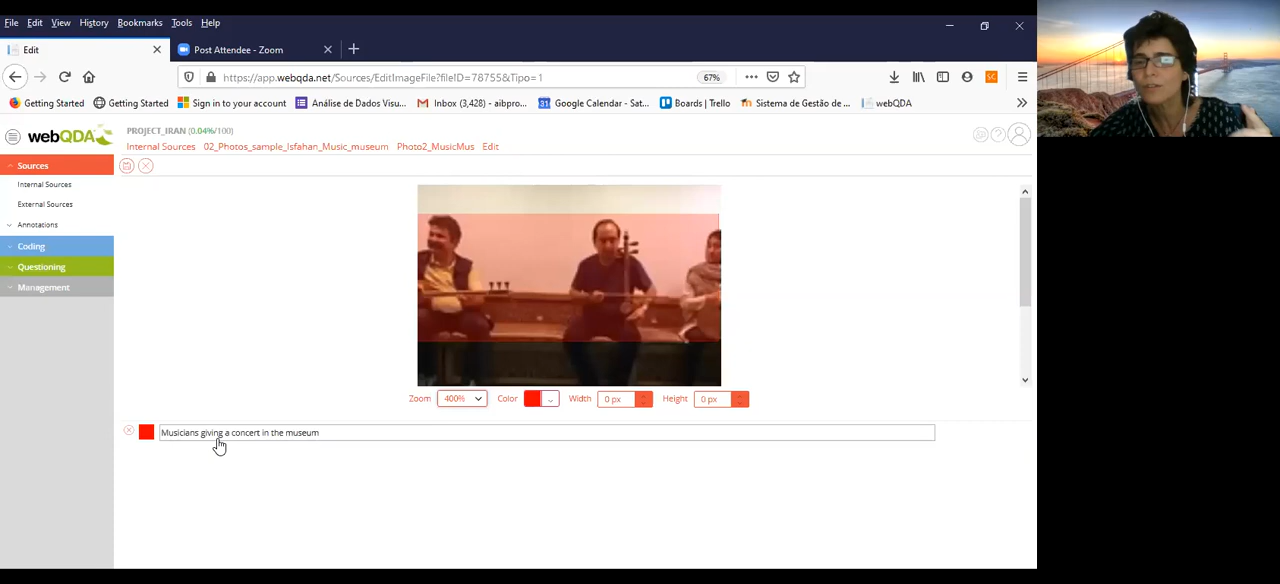 File Edit View History Bookmarks Tools Help
Edit
Post Attendee - Zoom
https://app.webqda.net/Sources/EditImageFile?fileID=78755&Tipo=1
67%
Getting Started
Getting Started
Sign in to your account
Análise de Dados Visu...
Inbox (3,428) - aibpro...
Google Calendar - Sat...
Boards | Trello
Sistema de Gestão de ...
webQDA
webQDA
PROJECT_IRAN (0.04%/100)
Internal Sources 02_Photos_sample_Isfahan_Music_museum Photo2_MusicMus Edit
Sources
Internal Sources
External Sources
Annotations
Coding
Questioning
Management
Zoom 400% Color Width 0 px Height 0 px
Musicians giving a concert in the museum